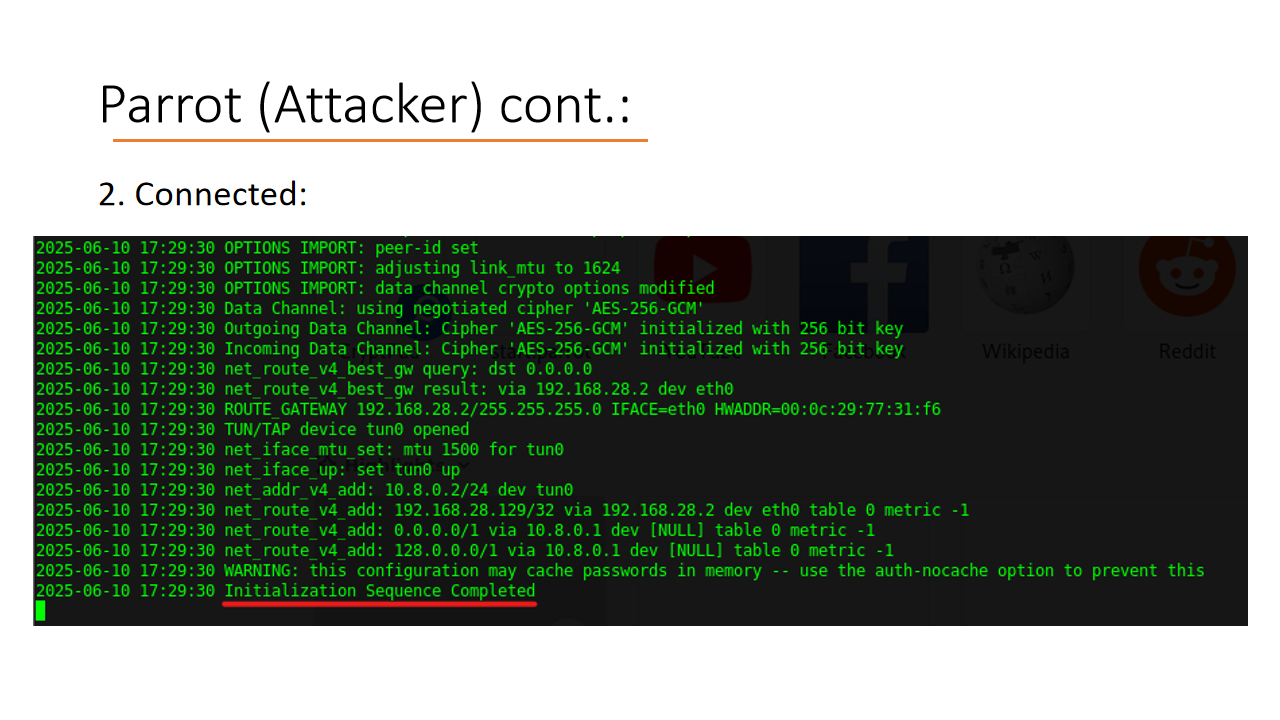 Parrot (Attacker) cont.:
2. Connected:
2025-06-10 17:29:30 OPTIONS IMPORT: peer-id set
2025-06-10 17:29:30 OPTIONS IMPORT: adjusting link_mtu to 1624
2025-06-10 17:29:30 OPTIONS IMPORT: data channel crypto options modified
2025-06-10 17:29:30 Data Channel: using negotiated cipher 'AES-256-GCM'
2025-06-10 17:29:30 Outgoing Data Channel: Cipher 'AES-256-GCM' initialized with 256 bit key
2025-06-10 17:29:30 Incoming Data Channel: Cipher 'AES-256-GCM' initialized with 256 bit key
Wikipedia
Reddit
2025-06-10 17:29:30 net_route_v4_best_gw query: dst 0.0.0.0
2025-06-10 17:29:30 net_route_v4_best_gw result: via 192.168.28.2 dev eth0
2025-06-10 17:29:30 ROUTE_GATEWAY 192.168.28.2/255.255.255.0 IFACE=eth0 HWADDR=00:0c:29:77:31:f6
2025-06-10 17:29:30 TUN/TAP device tun0 opened
2025-06-10 17:29:30 net_iface_mtu_set: mtu 1500 for tun0
2025-06-10 17:29:30 net_iface_up: set tun0 up
2025-06-10 17:29:30 net_addr_v4_add: 10.8.0.2/24 dev tun0
2025-06-10 17:29:30 net_route_v4_add: 192.168.28.129/32 via 192.168.28.2 dev eth0 table 0 metric -1
2025-06-10 17:29:30 net_route_v4_add: 0.0.0.0/1 via 10.8.0.1 dev [NULL] table 0 metric -1
2025-06-10 17:29:30 net_route_v4_add: 128.0.0.0/1 via 10.8.0.1 dev [NULL] table 0 metric -1
2025-06-10 17:29:30 WARNING: this configuration may cache passwords in memory -- use the auth-nocache option to prevent this
2025-06-10 17:29:30 Initialization Sequence Completed